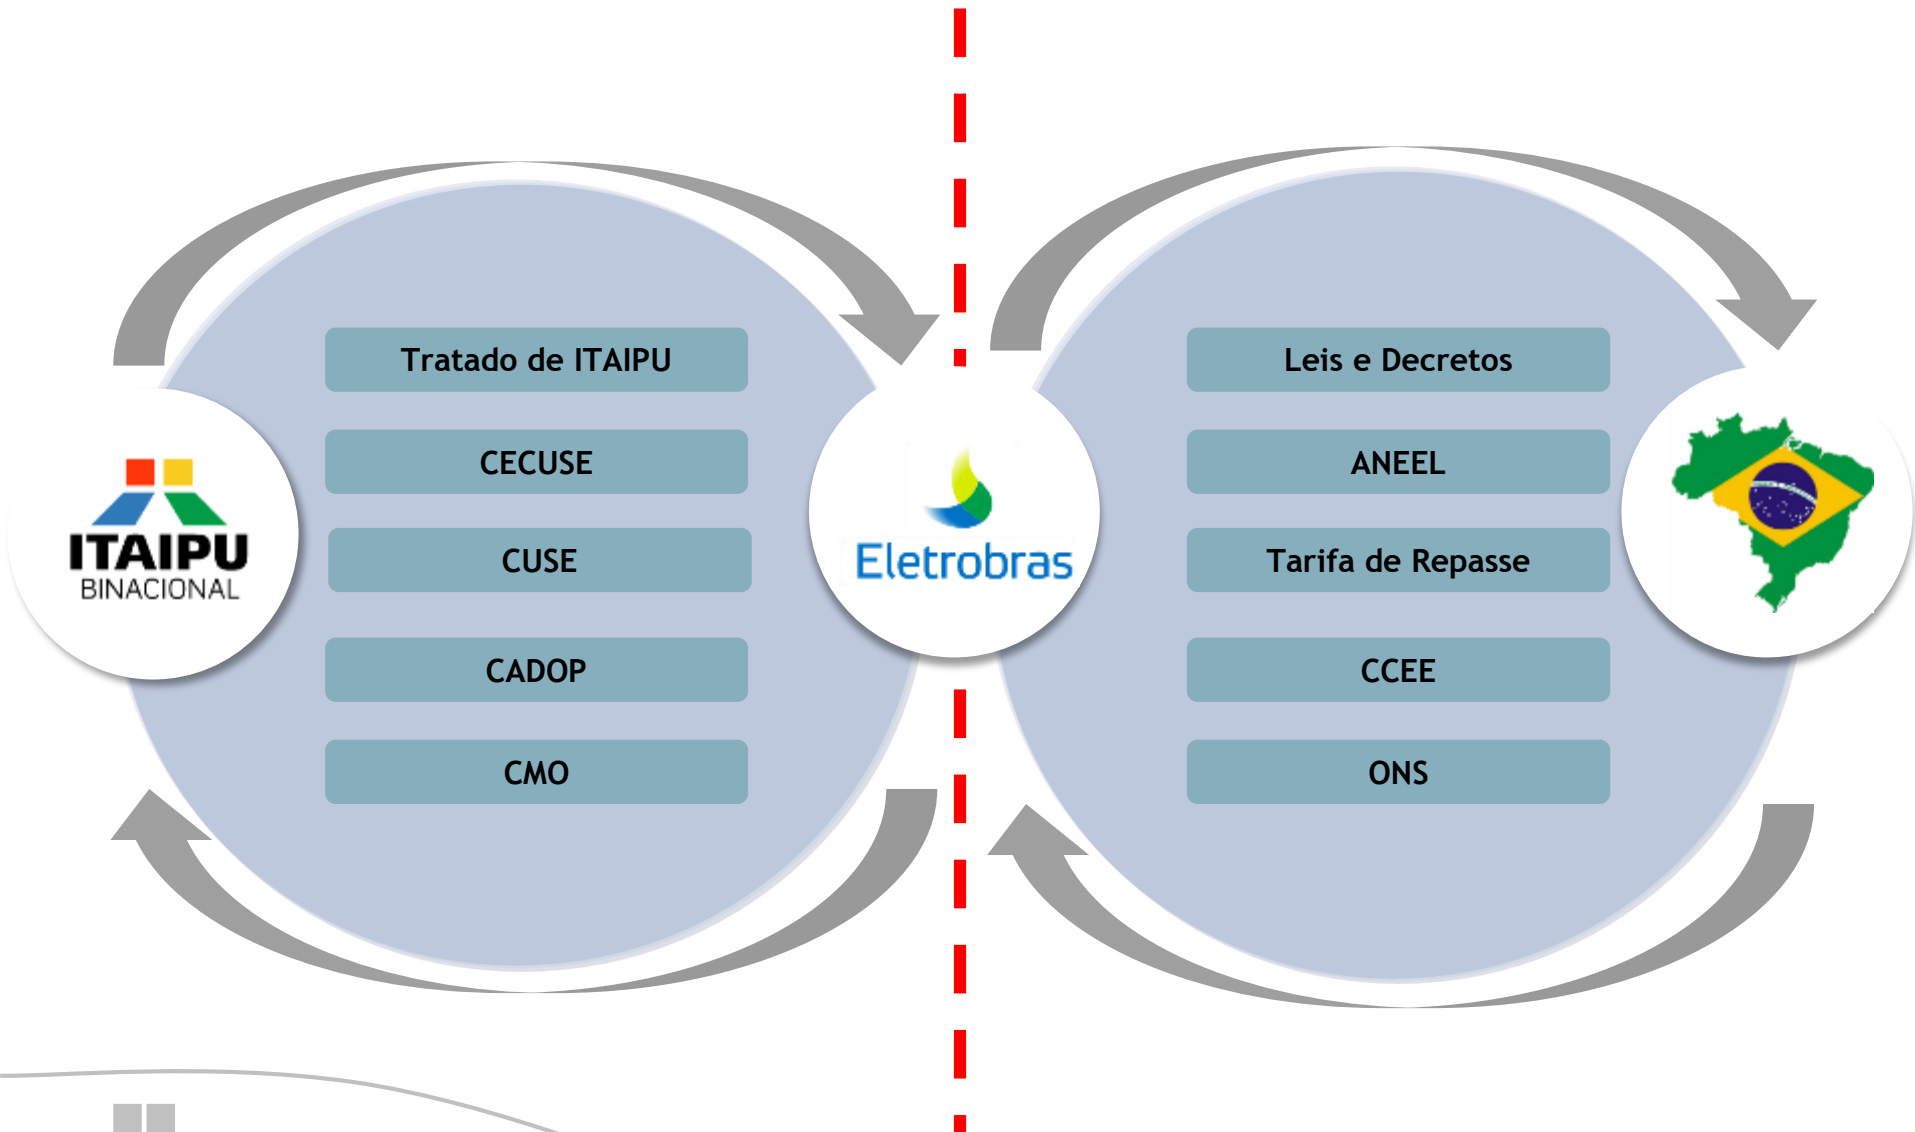 Tratado de ITAIPU
CECUSE
CUSE
CADOP
CMO
ITAIPU
BINACIONAL
Eletrobras
Leis e Decretos
ANEEL
Tarifa de Repasse
CCEE
ONS